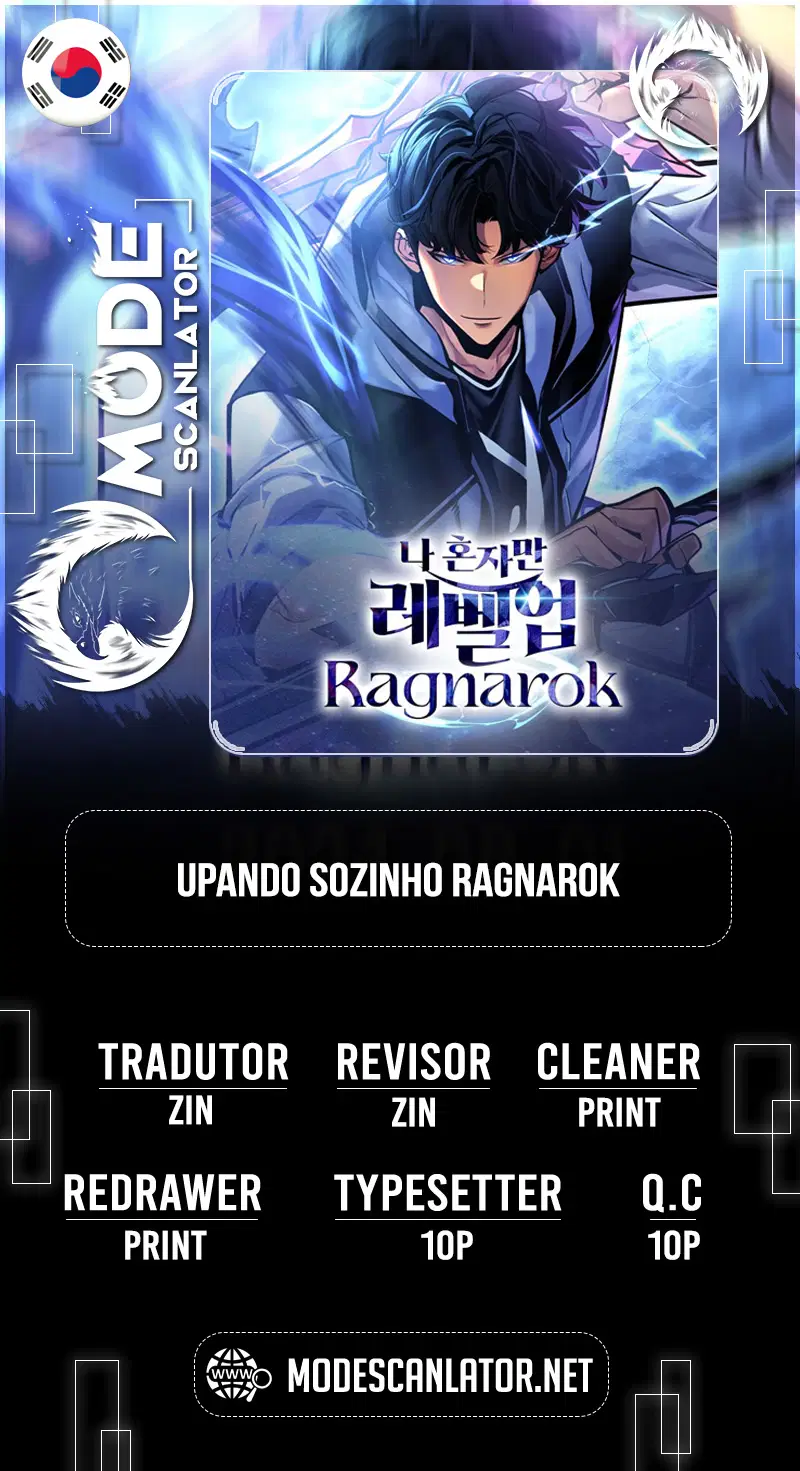 MODE
SCANLATOR
나 혼자만
레벨업
Ragnarok
UPANDO SOZINHO RAGNAROK
TRADUTOR
ZIN
REVISOR
ZIN
CLEANER
PRINT
REDRAWER
PRINT
TYPESETTER
10P
Q.C
10P
WWW
MODESCANLATOR.NET